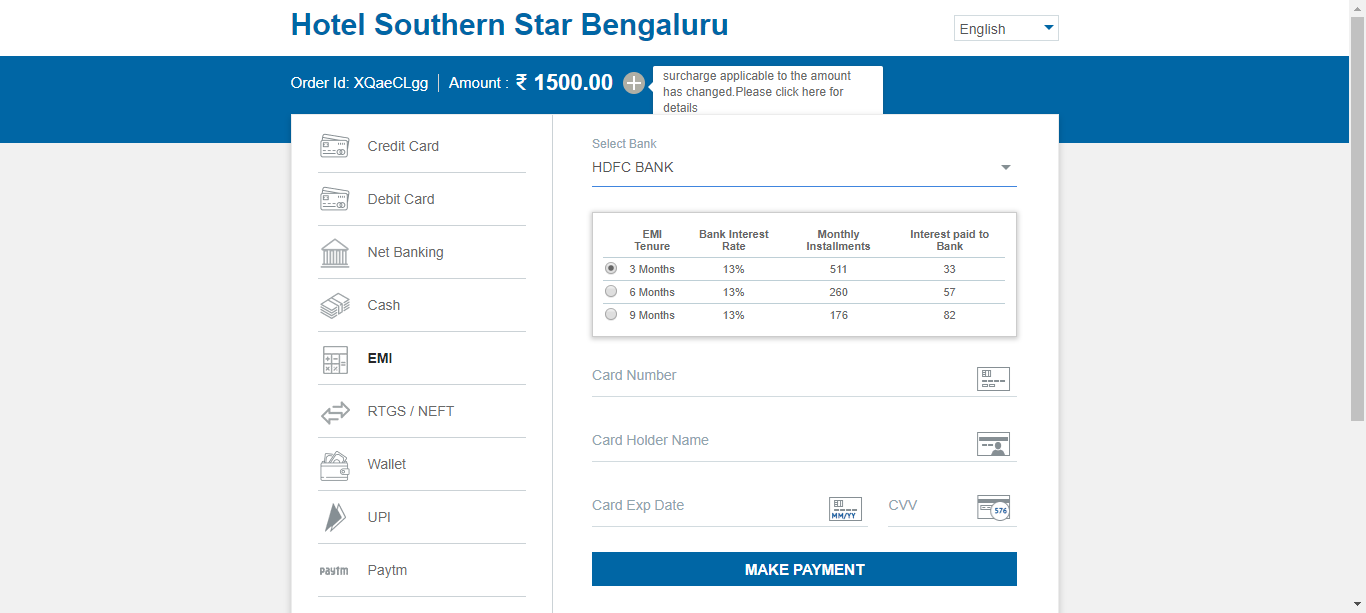 Hotel Southern Star Bengaluru
English
Order Id: XQaeCLgg | Amount : ₹ 1500.00
surcharge applicable to the amount
has changed.Please click here for
details
Credit Card
Debit Card
Net Banking
Cash
EMI
RTGS / NEFT
Wallet
UPI
paytm Paytm
Select Bank
HDFC BANK
EMI Tenure Bank Interest Rate Monthly Installments Interest paid to Bank
3 Months 13% 511 33
6 Months 13% 260 57
9 Months 13% 176 82
Card Number
Card Holder Name
Card Exp Date MM/YY CVV 576
MAKE PAYMENT